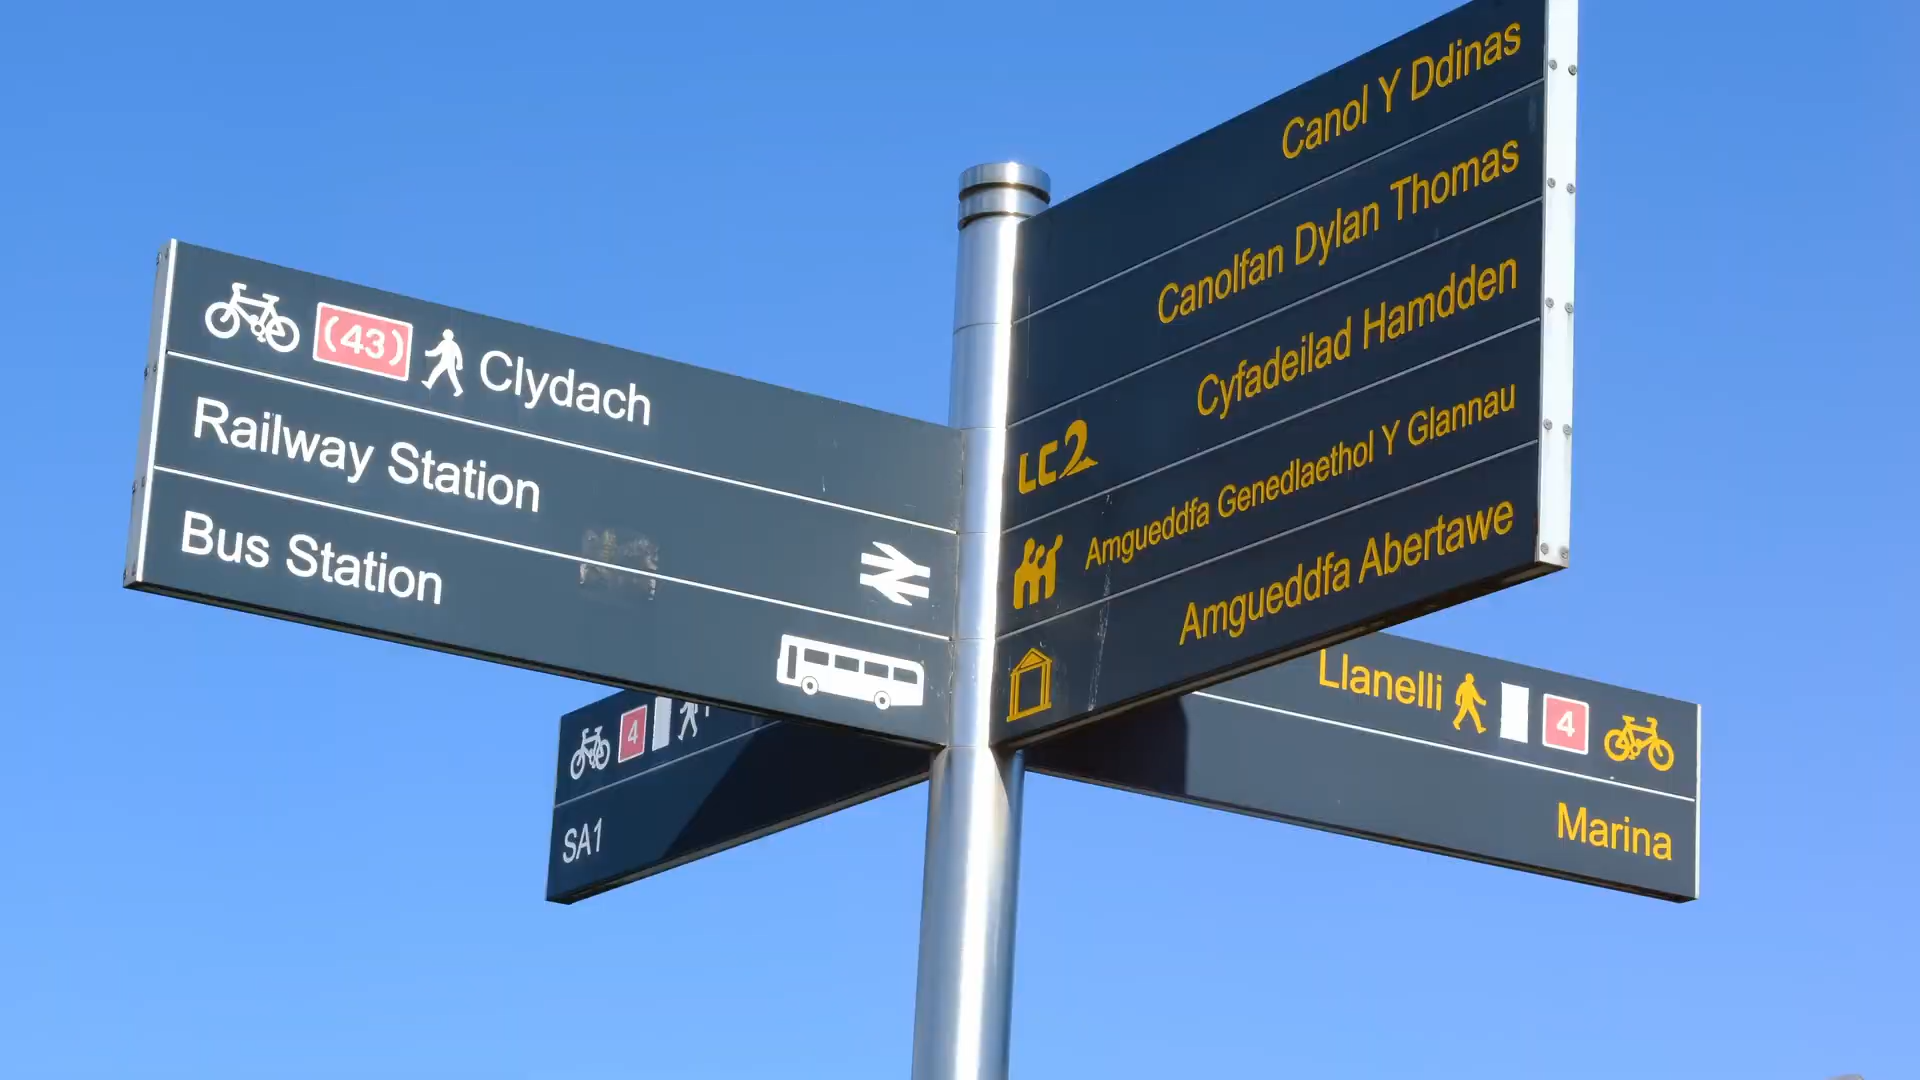 (43) Clydach
Railway Station
Bus Station
Canol Y Ddinas
Canolfan Dylan Thomas
LC2 Cyfadeilad Hamdden
Amgueddfa Genedlaethol Y Glannau
Amgueddfa Abertawe
4
SA1
Llanelli 4
Marina